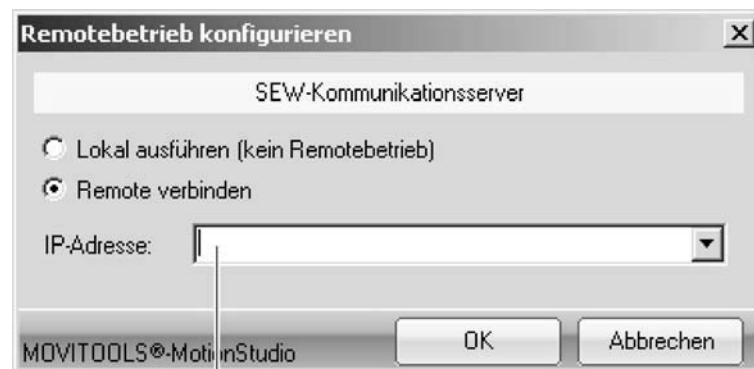 Remotebetrieb konfigurieren
SEW-Kommunikationsserver
Lokal ausführen (kein Remotebetrieb)
Remote verbinden
IP-Adresse:
MOVITOOLS®-MotionStudio OK Abbrechen